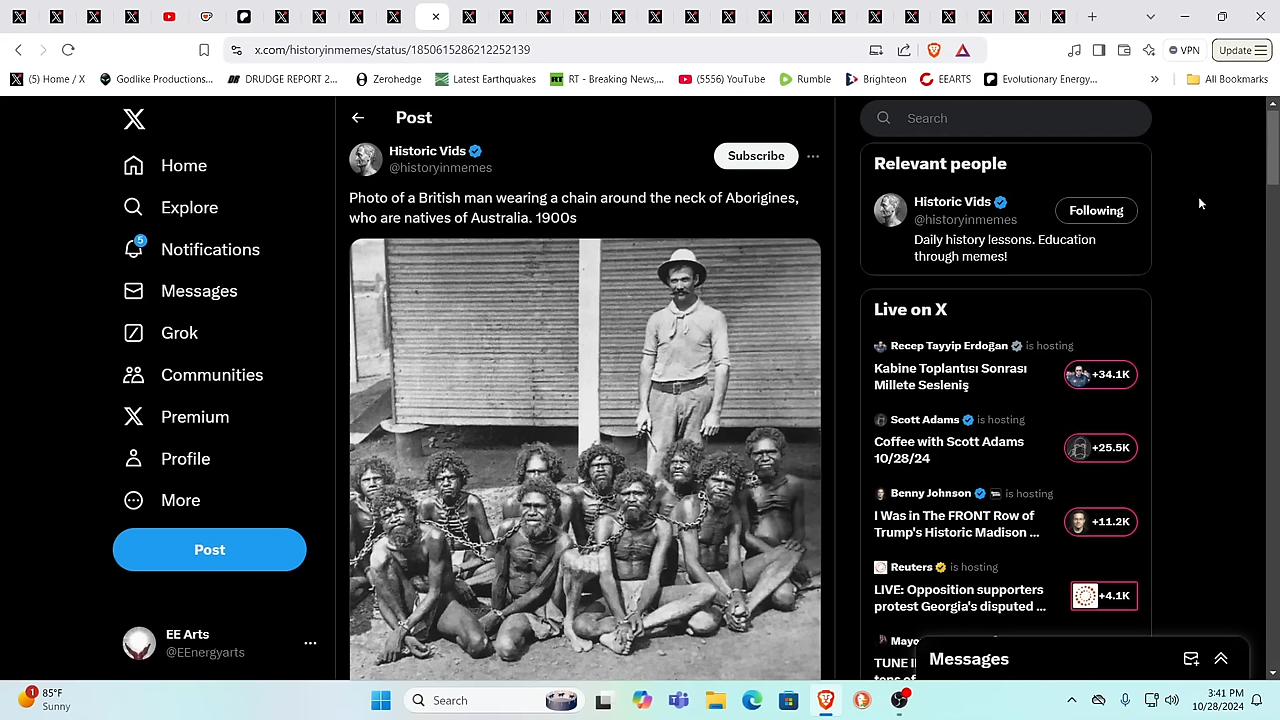 x.com/historyinmemes/status/1850615286212252139
VPN
Update
(5) Home / X
Godlike Productions...
DRUDGE REPORT 2...
Zerohedge
Latest Earthquakes
RT - Breaking News,...
(5556) YouTube
Rumble
Brighteon
EEARTS
Evolutionary Energy...
»
All Bookmarks
Home
Explore
5
Notifications
Messages
Grok
Communities
Premium
Profile
More
Post
EE Arts
@EEnergyarts
Post
Historic Vids
@historyinmemes
Subscribe
Photo of a British man wearing a chain around the neck of Aborigines,
who are natives of Australia. 1900s
Search
Relevant people
Historic Vids
@historyinmemes
Following
Daily history lessons. Education
through memes!
Live on X
Recep Tayyip Erdoğan is hosting
Kabine Toplantısı Sonrası
Millete Sesleniş
+34.1K
Scott Adams is hosting
Coffee with Scott Adams
10/28/24
+25.5K
Benny Johnson is hosting
I Was in The FRONT Row of
Trump's Historic Madison ...
+11.2K
Reuters is hosting
LIVE: Opposition supporters
protest Georgia's disputed ...
+4.1K
TUNE
Messages
1
85°F
Sunny
Search
3:41 PM
10/28/2024